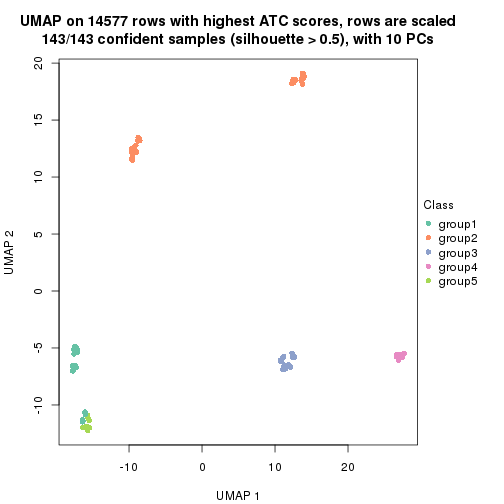 UMAP on 14577 rows with highest ATC scores, rows are scaled
143/143 confident samples (silhouette > 0.5), with 10 PCs
20
15
10
5
0
-5
-10
UMAP 2
-10
0
10
20
UMAP 1
Class
group1
group2
group3
group4
group5